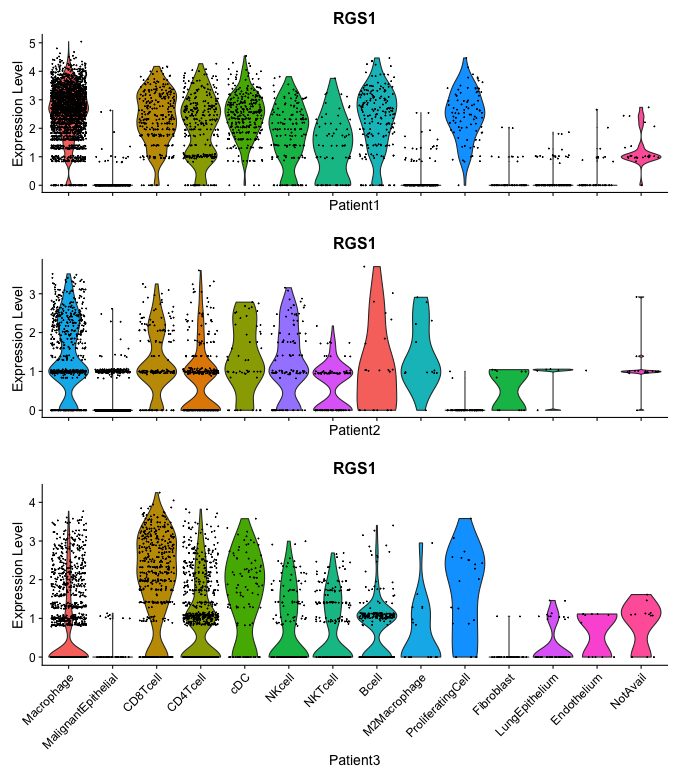 RGS1
Expression Level
5
4
3
2
1
0
Patient1
RGS1
Expression Level
3
2
1
0
Patient2
RGS1
Expression Level
4
3
2
1
0
Macrophage
MalignantEpithelial
CD8Tcell
CD4Tcell
cDC
NKcell
NKTcell
Bcell
M2Macrophage
ProliferatingCell
Fibroblast
LungEpithelium
Endothelium
NotAvail
Patient3